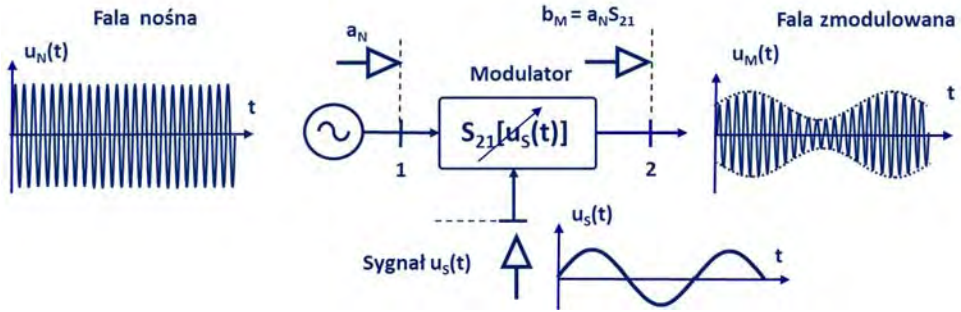 Fala nośna
u_N(t)
t
a_N
b_M = a_N S_21
Modulator
S_21[u_S(t)]
1
2
Sygnał u_S(t)
u_S(t)
t
Fala zmodulowana
u_M(t)
t